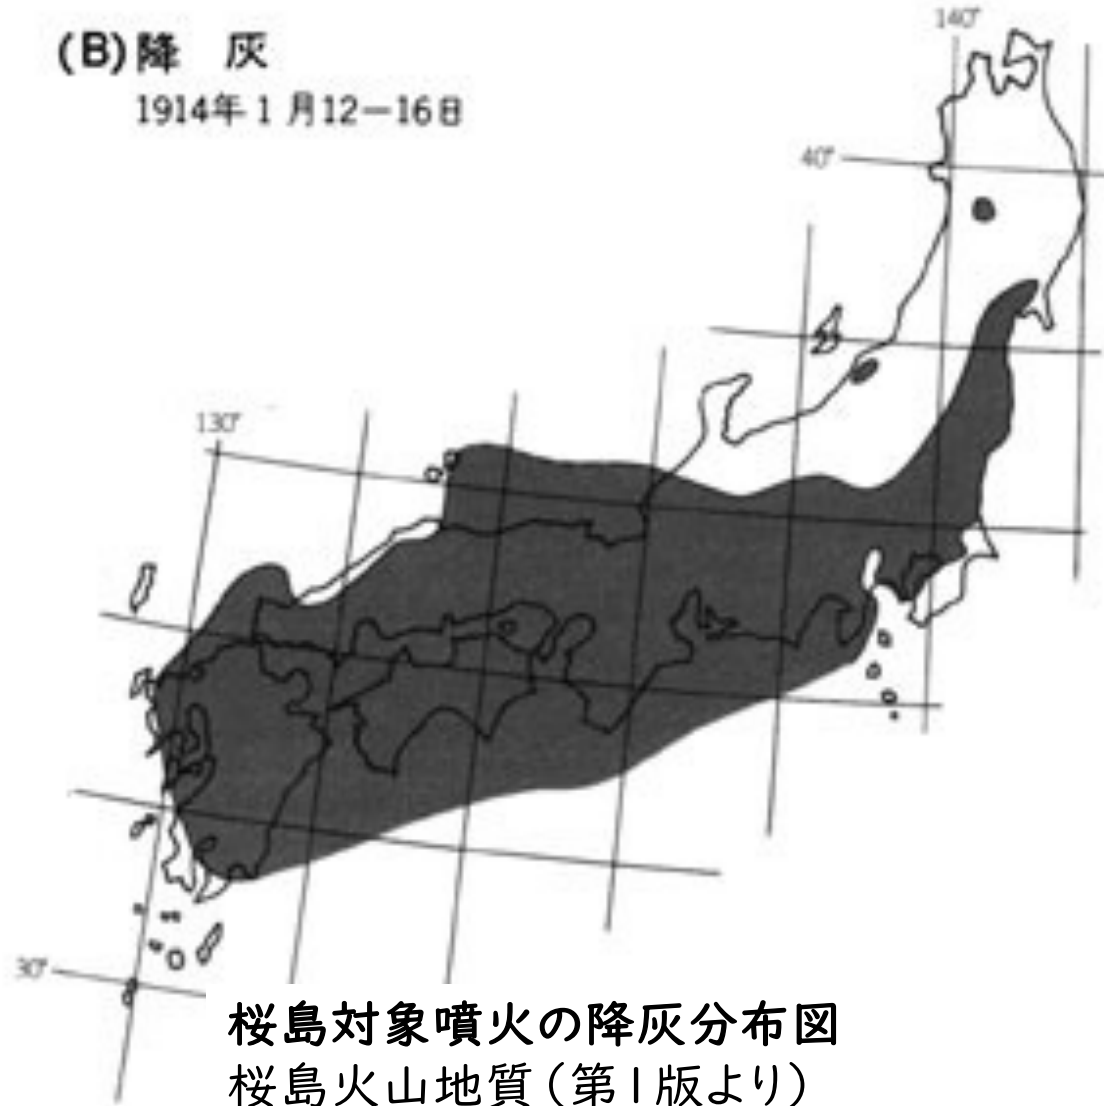 (B)降 灰
1914年1月12−16日
140°
40°
130°
30°
桜島対象噴火の降灰分布図
桜島火山地質(第1版より)